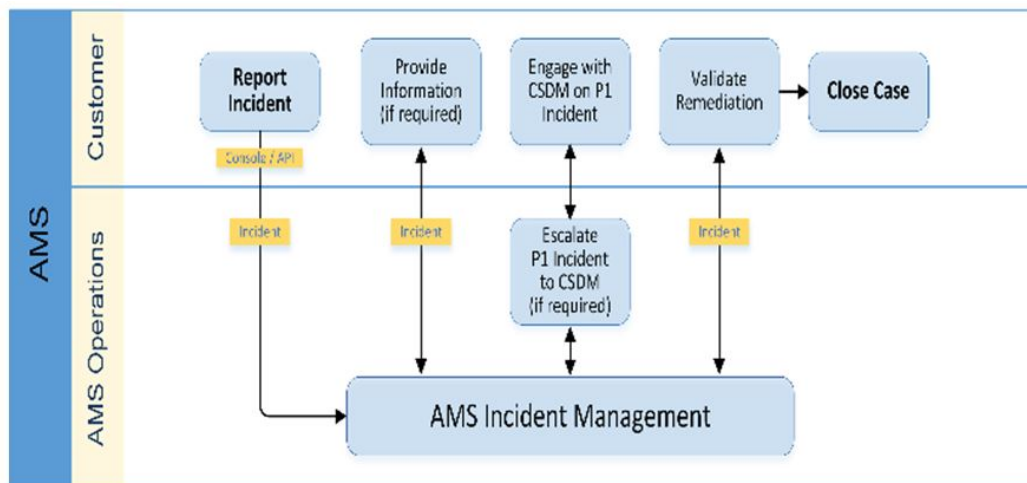 AMS
Customer
AMS Operations
Report
Incident
Provide
Information
(if required)
Engage with
CSDM on P1
Incident
Validate
Remediation
Close Case
Console / API
Incident
Incident
Escalate
P1 Incident
to CSDM
(if required)
Incident
AMS Incident Management